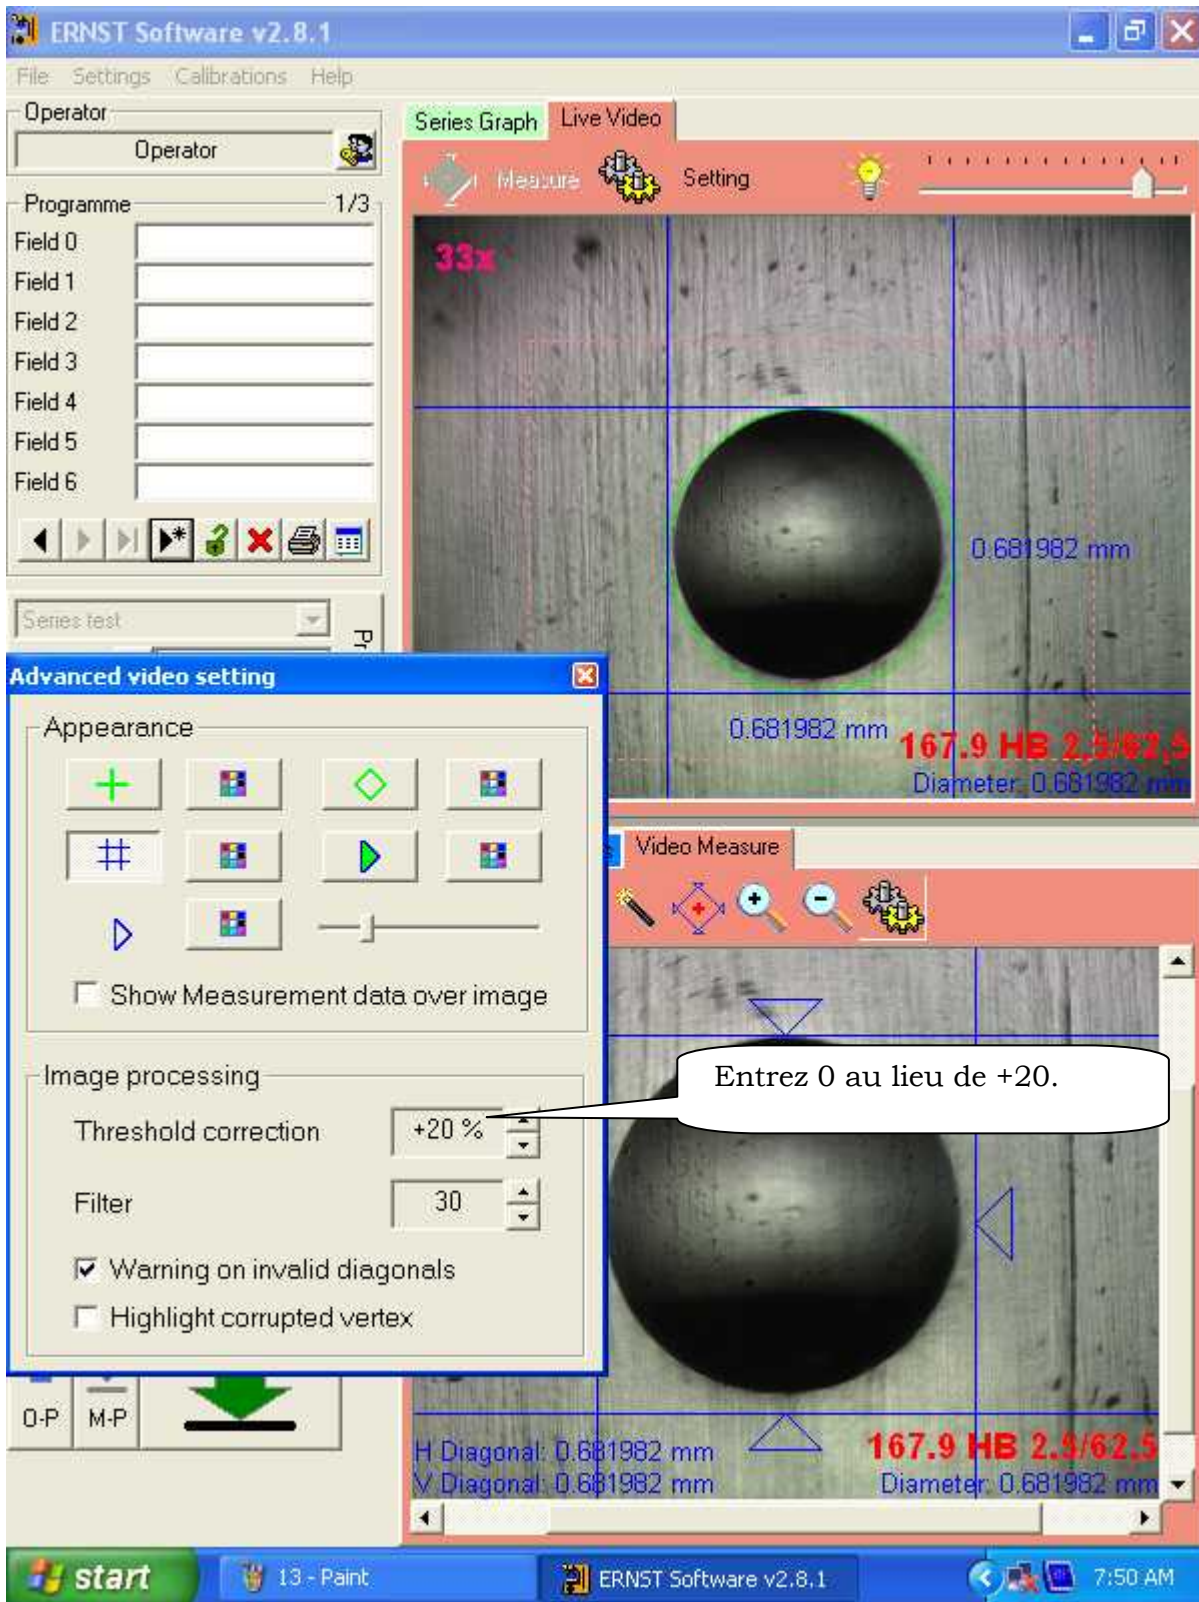 ERNST Software v2.8.1
File Settings Calibrations Help
Operator
Operator
Programme 1/3
Field 0
Field 1
Field 2
Field 3
Field 4
Field 5
Field 6
Series test
Series Graph Live Video
Measure Setting
33x
0.681982 mm
0.681982 mm
167.9 HB 2,5/62,5
Diameter: 0.681982 mm
Advanced video setting
Appearance
Show Measurement data over image
Image processing
Threshold correction +20 %
Filter 30
Warning on invalid diagonals
Highlight corrupted vertex
Video Measure
Entrez 0 au lieu de +20.
O-P M-P
H Diagonal: 0.681982 mm
V Diagonal: 0.681982 mm
167.9 HB 2.5/62.5
Diameter: 0.681982 mm
start 13 - Paint ERNST Software v2.8.1 7:50 AM